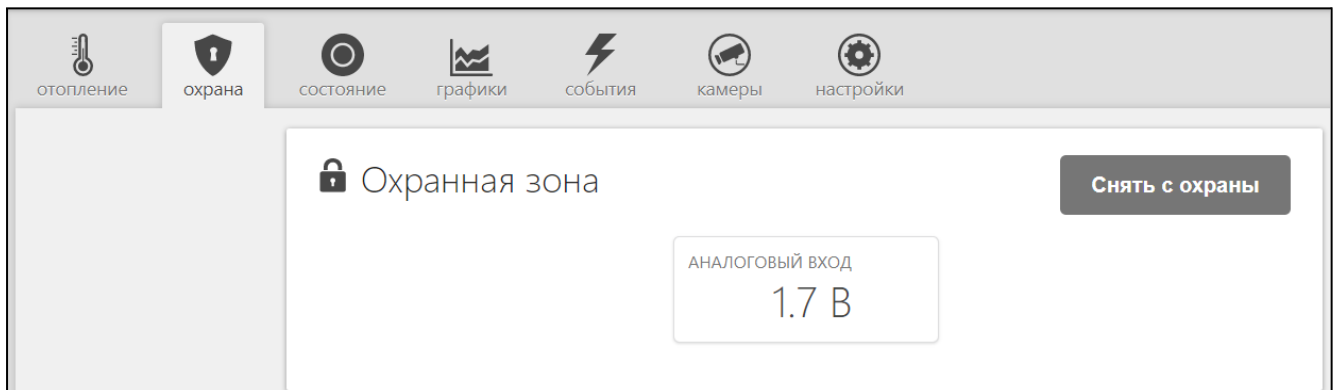 отопление охрана состояние графики события камеры настройки
Охранная зона Снять с охраны
АНАЛОГОВЫЙ ВХОД
1.7 В